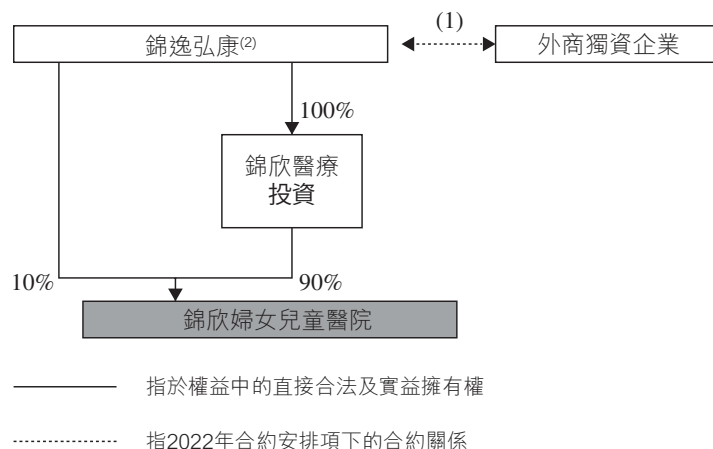 (1)
錦逸弘康(2)
外商獨資企業
100%
錦欣醫療
投資
10%
90%
錦欣婦女兒童醫院
指於權益中的直接合法及實益擁有權
指2022年合約安排項下的合約關係